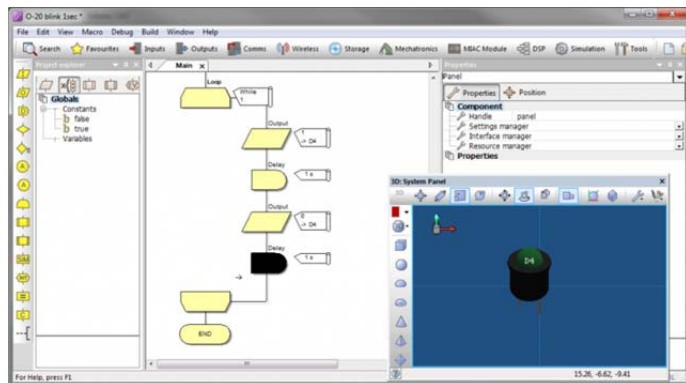 O-20 blink 1sec *
File Edit View Macro Debug Build Window Help
Search Favourites Inputs Outputs Comms Wireless Storage Mechatronics MIAC Module DSP Simulation Tools
Project explorer
Main x
Properties
Panel
Properties Position
Globals
Constants
false
true
Variables
Component
Handle panel
Settings manager
Interface manager
Resource manager
Properties
Loop
While
1
Output
1
-> D4
Delay
1 s
Output
0
-> D4
Delay
1 s
END
3D: System Panel
D4
SIM
INT
C
For Help, press F1
15.26, -6.62, -9.41